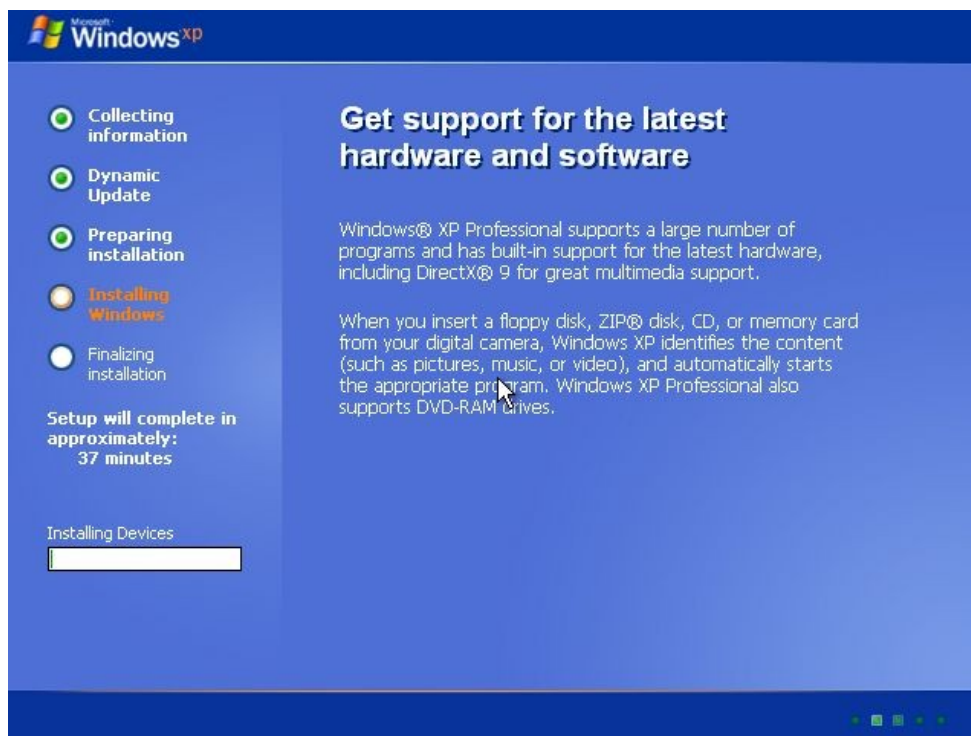 Microsoft
Windows xp
Collecting
information
Dynamic
Update
Preparing
installation
Installing
Windows
Finalizing
installation
Setup will complete in
approximately:
37 minutes
Installing Devices
Get support for the latest
hardware and software
Windows® XP Professional supports a large number of
programs and has built-in support for the latest hardware,
including DirectX® 9 for great multimedia support.
When you insert a floppy disk, ZIP® disk, CD, or memory card
from your digital camera, Windows XP identifies the content
(such as pictures, music, or video), and automatically starts
the appropriate program. Windows XP Professional also
supports DVD-RAM drives.